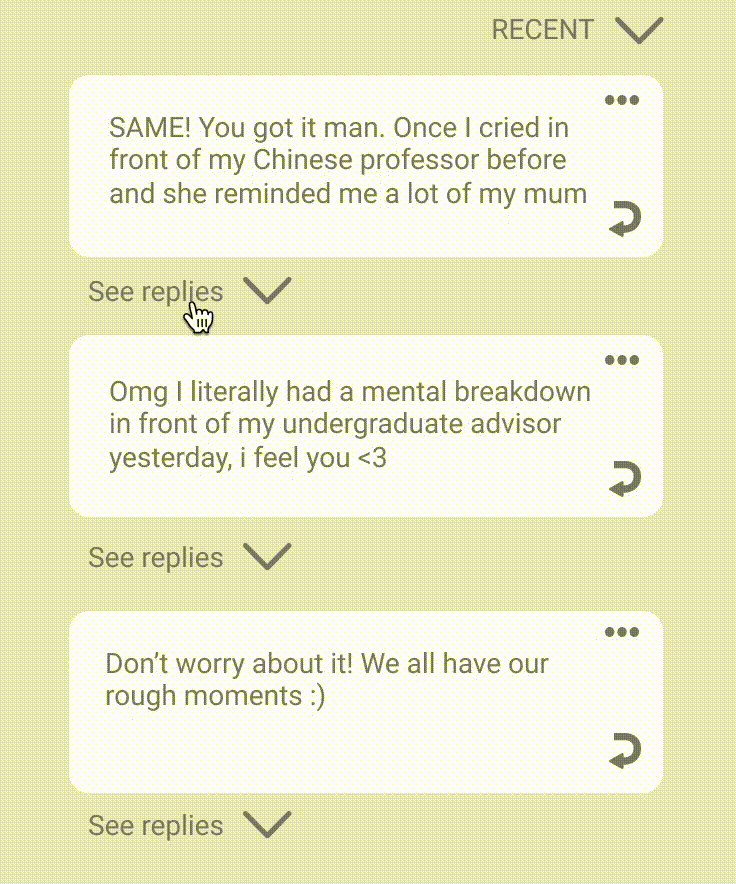 RECENT
SAME! You got it man. Once I cried in
front of my Chinese professor before
and she reminded me a lot of my mum
See replies
Omg I literally had a mental breakdown
in front of my undergraduate advisor
yesterday, i feel you <3
See replies
Don’t worry about it! We all have our
rough moments :)
See replies